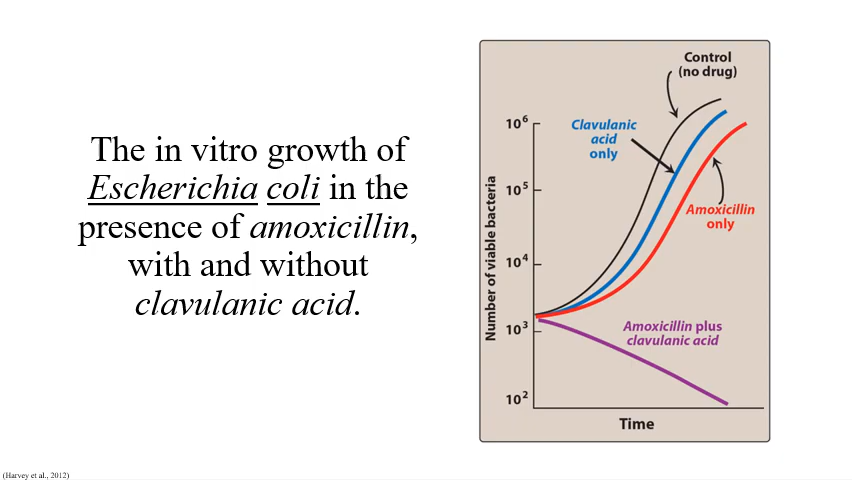 The in vitro growth of
Escherichia coli in the
presence of amoxicillin,
with and without
clavulanic acid.
Control
(no drug)
Clavulanic
acid
only
Amoxicillin
only
Amoxicillin plus
clavulanic acid
Number of viable bacteria
10⁶
10⁵
10⁴
10³
10²
Time
(Harvey et al., 2012)